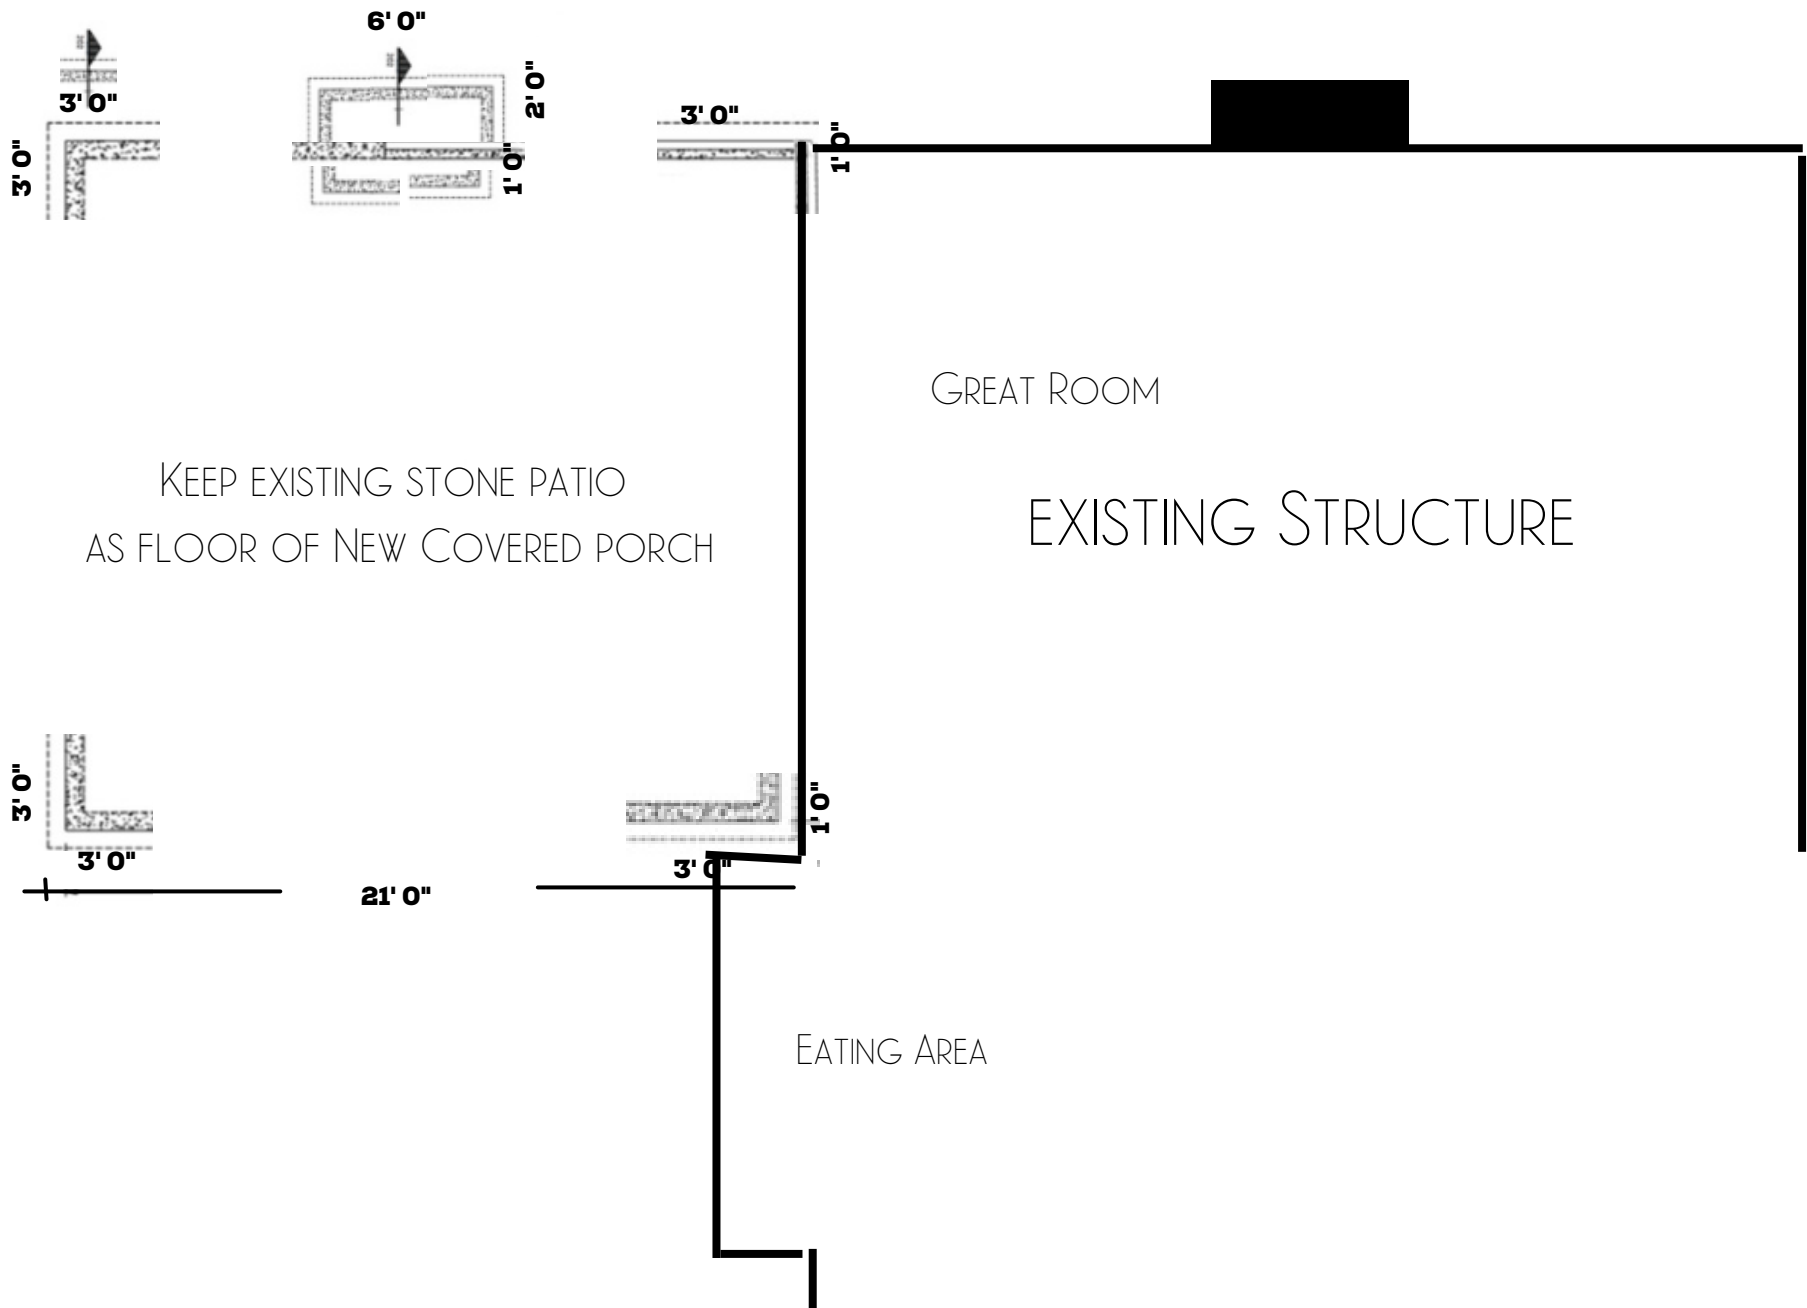 6' 0"
3' 0"
2' 0"
3' 0"
3' 0"
1' 0"
1' 0"
Great Room
Keep existing stone patio
as floor of New Covered porch
existing Structure
3' 0"
1' 0"
3' 0"
3' 0"
21' 0"
Eating Area